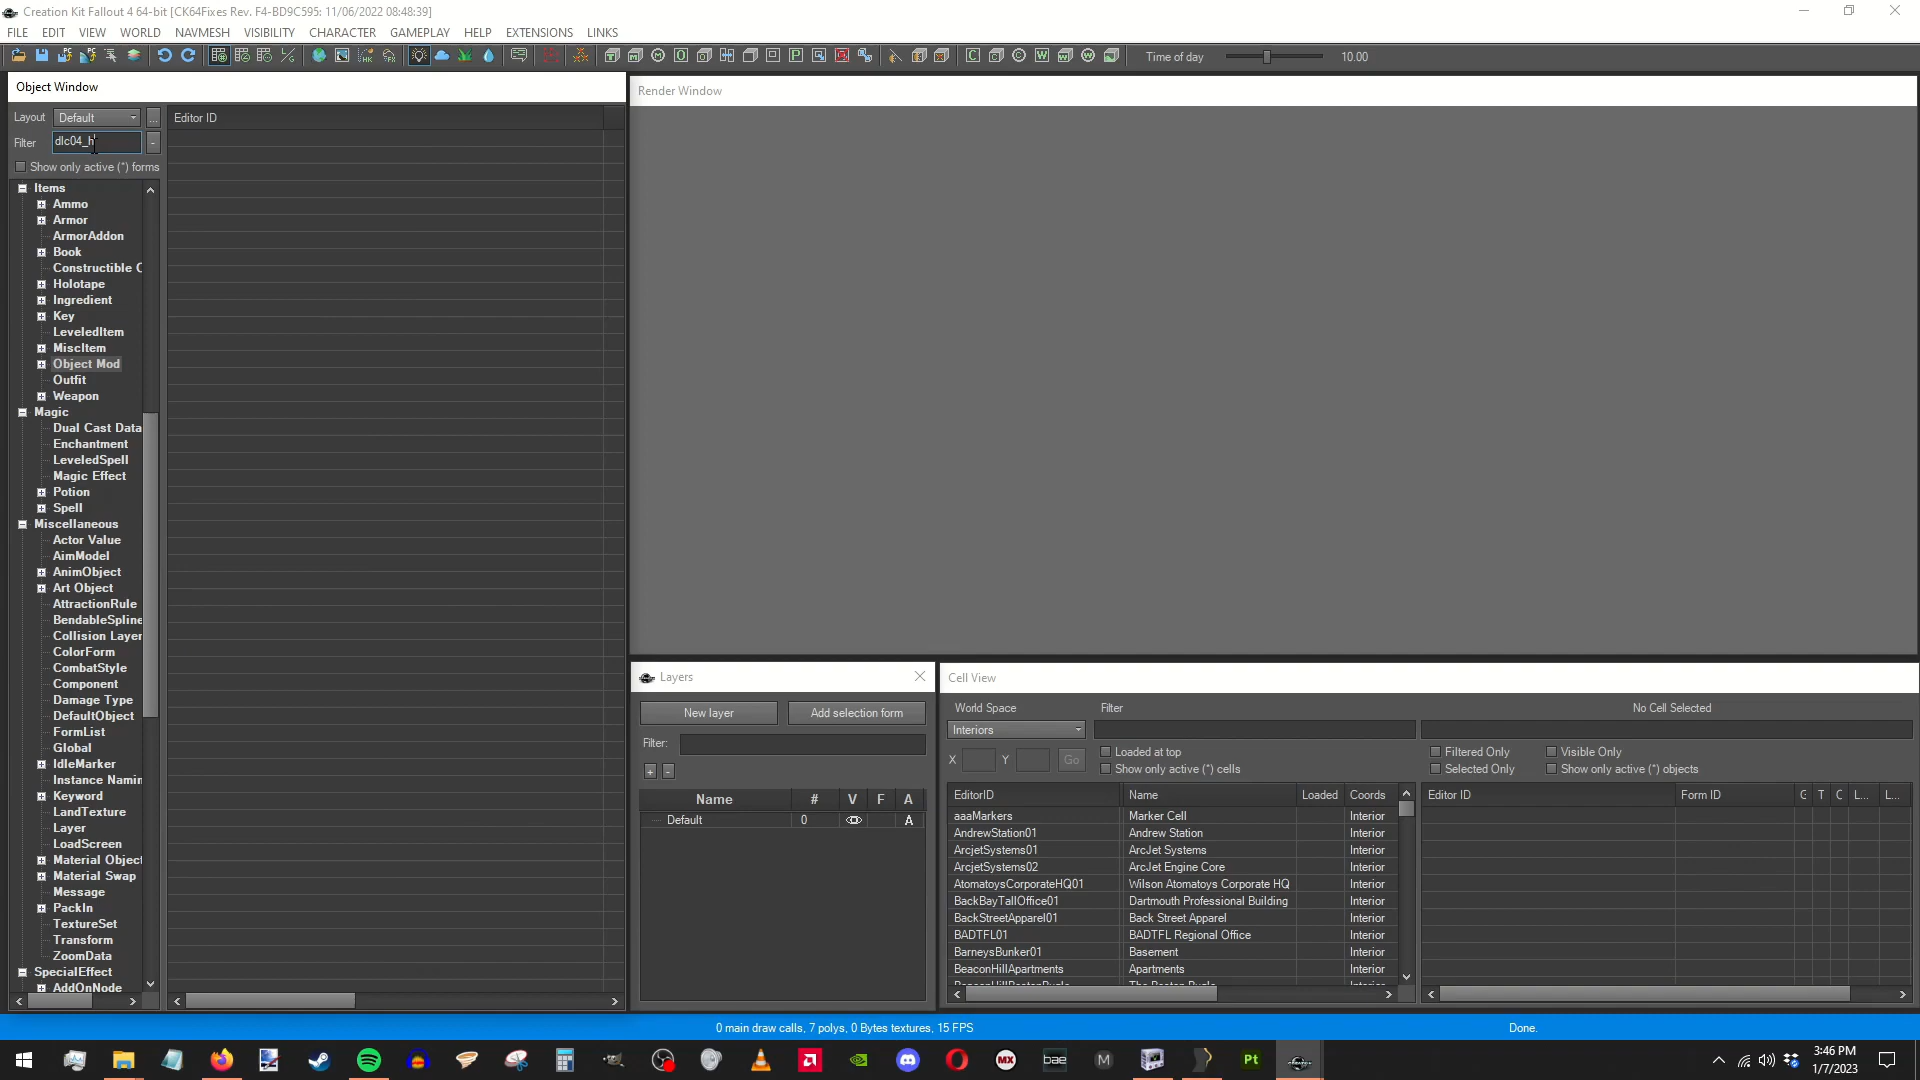 Creation Kit Fallout 4 64-bit [CK64Fixes Rev. F4-BD9C595: 11/06/2022 08:48:39]
FILE EDIT VIEW WORLD NAVMESH VISIBILITY CHARACTER GAMEPLAY HELP EXTENSIONS LINKS
Time of day 10.00
Object Window
Render Window
Layout Default ...
Editor ID
Filter dlc04_h -
Show only active (*) forms
Items
Ammo
Armor
ArmorAddon
Book
Constructible O
Holotape
Ingredient
Key
LeveledItem
MiscItem
Object Mod
Outfit
Weapon
Magic
Dual Cast Data
Enchantment
LeveledSpell
Magic Effect
Potion
Spell
Miscellaneous
Actor Value
AimModel
AnimObject
Art Object
AttractionRule
BendableSpline
Collision Layer
ColorForm
CombatStyle
Component
Damage Type
DefaultObject
FormList
Global
IdleMarker
Instance Namin
Keyword
LandTexture
Layer
LoadScreen
Material Object
Material Swap
Message
PackIn
TextureSet
Transform
ZoomData
SpecialEffect
AddOnNode
Layers
New layer Add selection form
Filter:
+ -
Name # V F A
Default 0 A
Cell View
World Space Filter No Cell Selected
Interiors
X Y Go
Loaded at top
Show only active (*) cells
Filtered Only Visible Only
Selected Only Show only active (*) objects
EditorID Name Loaded Coords
aaaMarkers Marker Cell Interior
AndrewStation01 Andrew Station Interior
ArcjetSystems01 ArcJet Systems Interior
ArcjetSystems02 ArcJet Engine Core Interior
AtomatoysCorporateHQ01 Wilson Atomatoys Corporate HQ Interior
BackBayTallOffice01 Dartmouth Professional Building Interior
BackStreetApparel01 Back Street Apparel Interior
BADTFL01 BADTFL Regional Office Interior
BarneysBunker01 Basement Interior
BeaconHillApartments Apartments Interior
Editor ID Form ID C T C L... L...
0 main draw calls, 7 polys, 0 Bytes textures, 15 FPS
Done.
MX bae M Pt
3:46 PM
1/7/2023